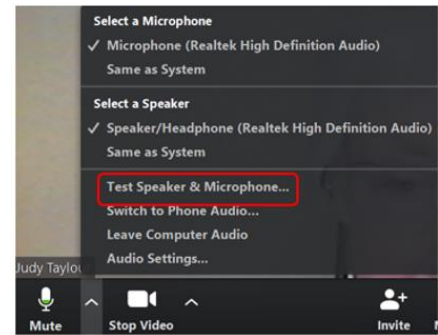 Select a Microphone
✓ Microphone (Realtek High Definition Audio)
Same as System
Select a Speaker
✓ Speaker/Headphone (Realtek High Definition Audio)
Same as System
Test Speaker & Microphone...
Switch to Phone Audio...
Leave Computer Audio
Audio Settings...
Judy Taylo
Mute
Stop Video
Invite